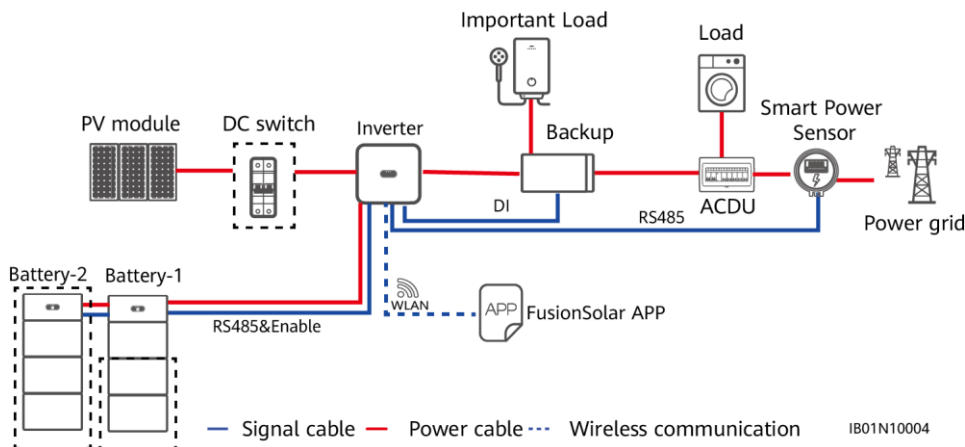 Important Load
Load
PV module
DC switch
Inverter
Backup
Smart Power
Sensor
DI
RS485
ACDU
Power grid
Battery-2
Battery-1
WLAN
RS485&Enable
APP
FusionSolar APP
Signal cable
Power cable
Wireless communication
IB01N10004